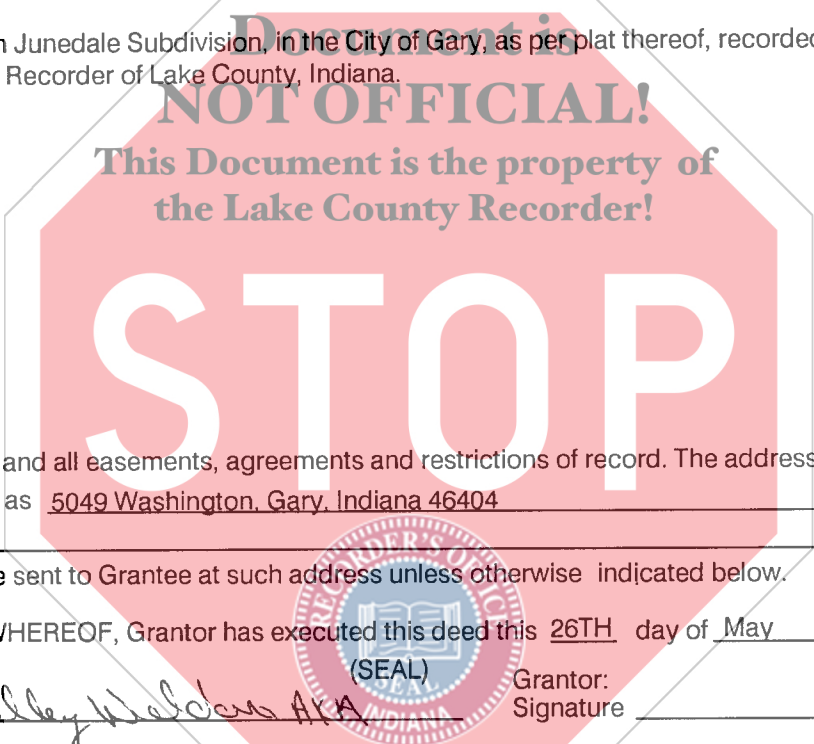 Document is
n Junedale Subdivision, in the City of Gary, as per plat thereof, recorded
Recorder of Lake County, Indiana.
NOT OFFICIAL!
This Document is the property of
the Lake County Recorder!
STOP
and all easements, agreements and restrictions of record. The address
as 5049 Washington, Gary, Indiana 46404
e sent to Grantee at such address unless otherwise indicated below.
WHEREOF, Grantor has executed this deed this 26TH day of May
(SEAL)
Grantor:
Signature
AKA
RECORDER'S OFFICE
SEAL
INDIANA